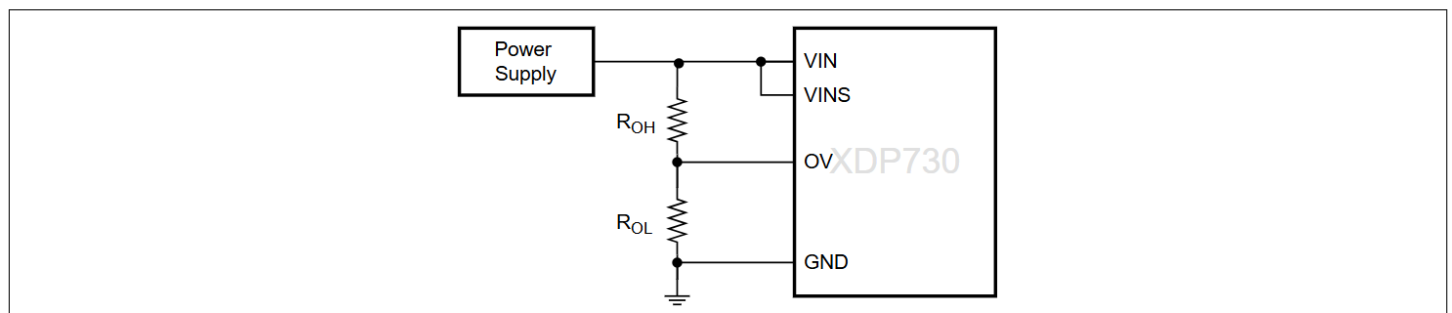 Power
Supply
VIN
VINS
ROH
OV
XDP730
ROL
GND